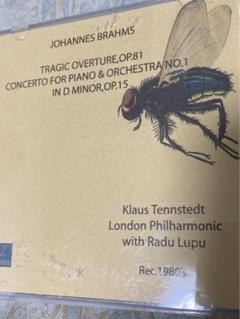 JOHANNES BRAHMS
TRAGIC OVERTURE,OP.81
CONCERTO FOR PIANO & ORCHESTRA NO.1
IN D MINOR,OP.15
Klaus Tennstedt
London Philharmonic
with Radu Lupu
Rec.1980's